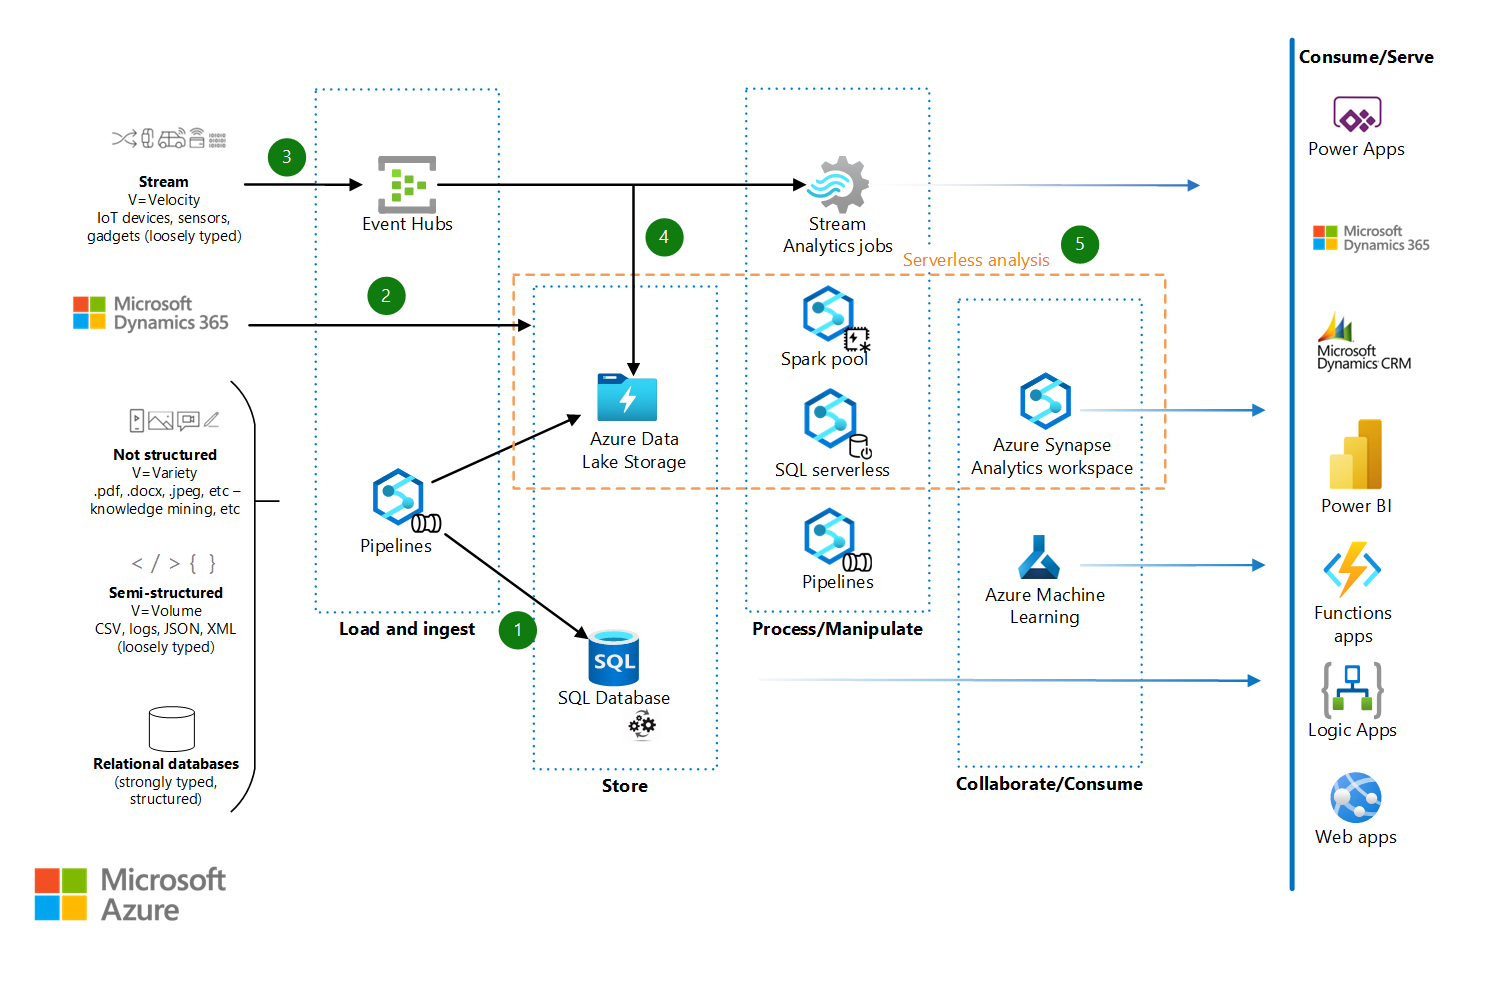 Consume/Serve
Power Apps
Microsoft
Dynamics 365
Microsoft
Dynamics CRM
Power BI
Functions
apps
Logic Apps
Web apps
3
Stream
V=Velocity
IoT devices, sensors,
gadgets (loosely typed)
Event Hubs
4
Stream
Analytics jobs
5
Serverless analysis
Microsoft
Dynamics 365
2
Spark pool
SQL serverless
Azure Data
Lake Storage
Azure Synapse
Analytics workspace
Not structured
V=Variety
.pdf, .docx, .jpeg, etc –
knowledge mining, etc
Pipelines
Pipelines
Azure Machine
Learning
< / > { }
Semi-structured
V=Volume
CSV, logs, JSON, XML
(loosely typed)
Load and ingest
1
Process/Manipulate
SQL
SQL Database
Relational databases
(strongly typed,
structured)
Store
Collaborate/Consume
Microsoft
Azure